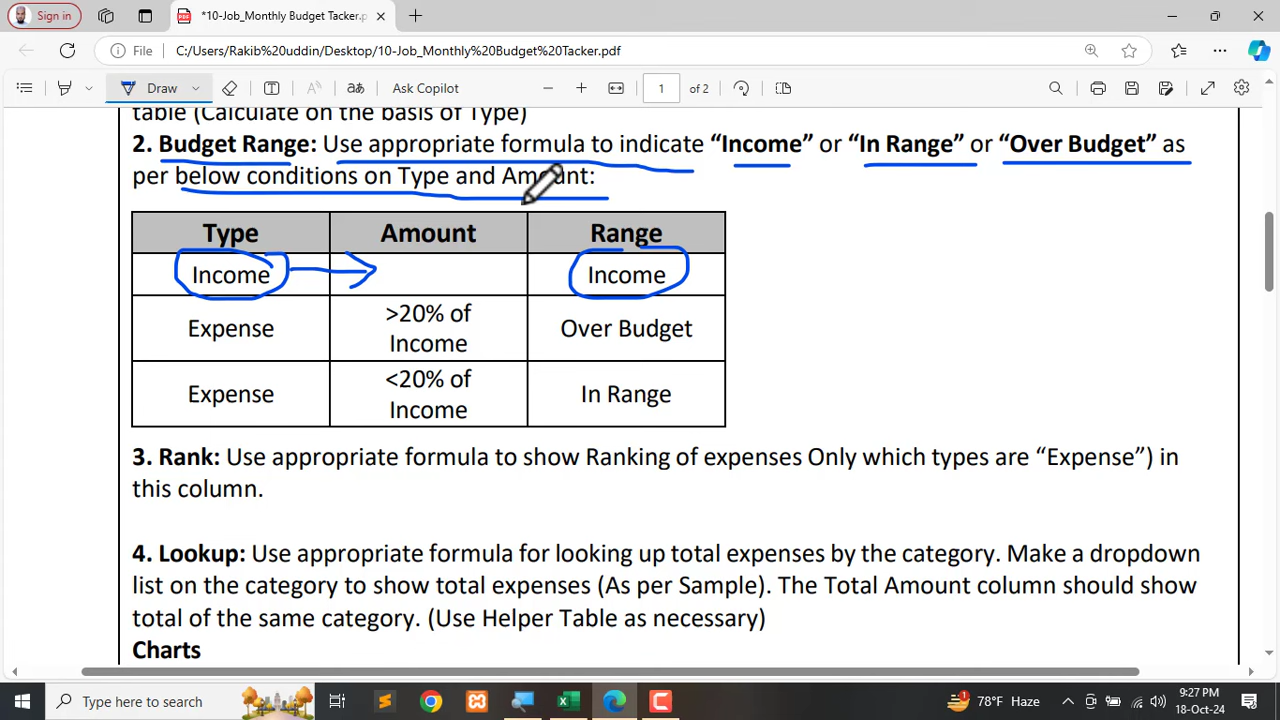 Sign in
*10-Job_Monthly Budget Tacker.p
File
C:/Users/Rakib%20uddin/Desktop/10-Job_Monthly%20Budget%20Tacker.pdf
Draw
Ask Copilot
1
of 2
table (Calculate on the basis of Type)
2. Budget Range: Use appropriate formula to indicate “Income” or “In Range” or “Over Budget” as
per below conditions on Type and Amount:
Type Amount Range
Income Income
Expense >20% of Income Over Budget
Expense <20% of Income In Range
3. Rank: Use appropriate formula to show Ranking of expenses Only which types are “Expense”) in
this column.
4. Lookup: Use appropriate formula for looking up total expenses by the category. Make a dropdown
list on the category to show total expenses (As per Sample). The Total Amount column should show
total of the same category. (Use Helper Table as necessary)
Charts
Type here to search
78°F Haze
9:27 PM
18-Oct-24